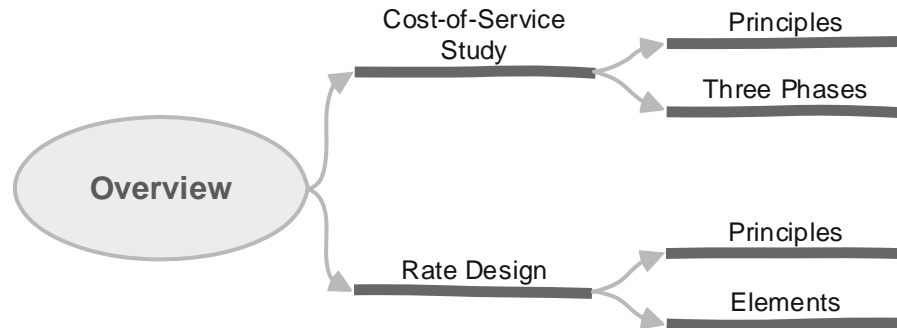 Overview
Cost-of-Service
Study
Principles
Three Phases
Rate Design
Principles
Elements